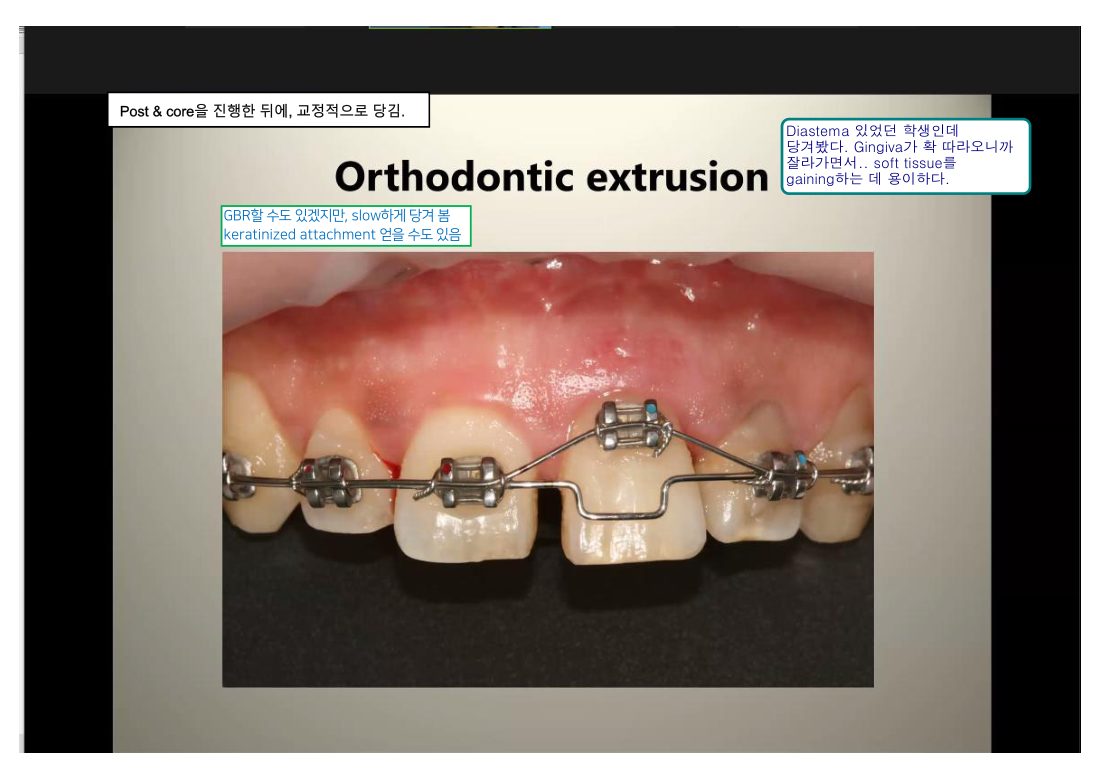 Post & core을 진행한 뒤에, 교정적으로 당김.
Diastema 있었던 학생인데
당겨봤다. Gingiva가 확 따라오니까
잘라가면서.. soft tissue를
gaining하는 데 용이하다.
Orthodontic extrusion
GBR할 수도 있겠지만, slow하게 당겨 봄
keratinized attachment 얻을 수도 있음